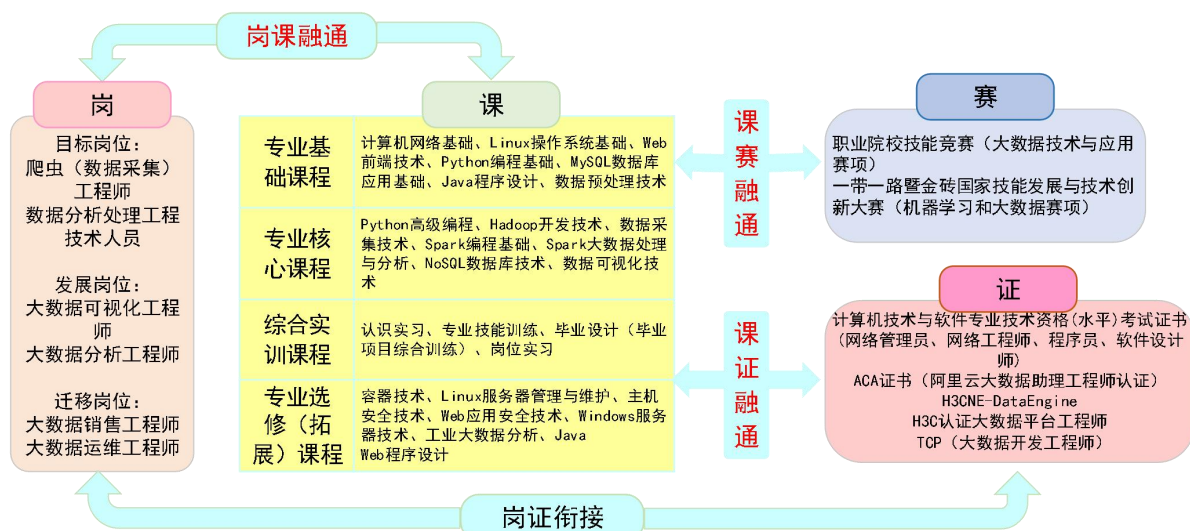 岗课融通
岗
目标岗位:
爬虫（数据采集）
工程师
数据分析处理工程
技术人员
发展岗位:
大数据可视化工程
师
大数据分析工程师
迁移岗位:
大数据销售工程师
大数据运维工程师
课
专业基
础课程
计算机网络基础、Linux操作系统基础、Web
前端技术、Python编程基础、MySQL数据库
应用基础、Java程序设计、数据预处理技术
专业核
心课程
Python高级编程、Hadoop开发技术、数据采
集技术、Spark编程基础、Spark大数据处理
与分析、NoSQL数据库技术、数据可视化技
术
综合实
训课程
认识实习、专业技能训练、毕业设计（毕业
项目综合训练）、岗位实习
专业选
修（拓
展）课程
容器技术、Linux服务器管理与维护、主机
安全技术、Web应用安全技术、Windows服务
器技术、工业大数据分析、Java
Web程序设计
课赛融通
课证融通
赛
职业院校技能竞赛（大数据技术与应用
赛项）
一带一路暨金砖国家技能发展与技术创
新大赛（机器学习和大数据赛项）
证
计算机技术与软件专业技术资格(水平)考试证书
(网络管理员、网络工程师、程序员、软件设计
师)
ACA证书（阿里云大数据助理工程师认证）
H3CNE-DataEngine
H3C认证大数据平台工程师
TCP（大数据开发工程师）
岗证衔接